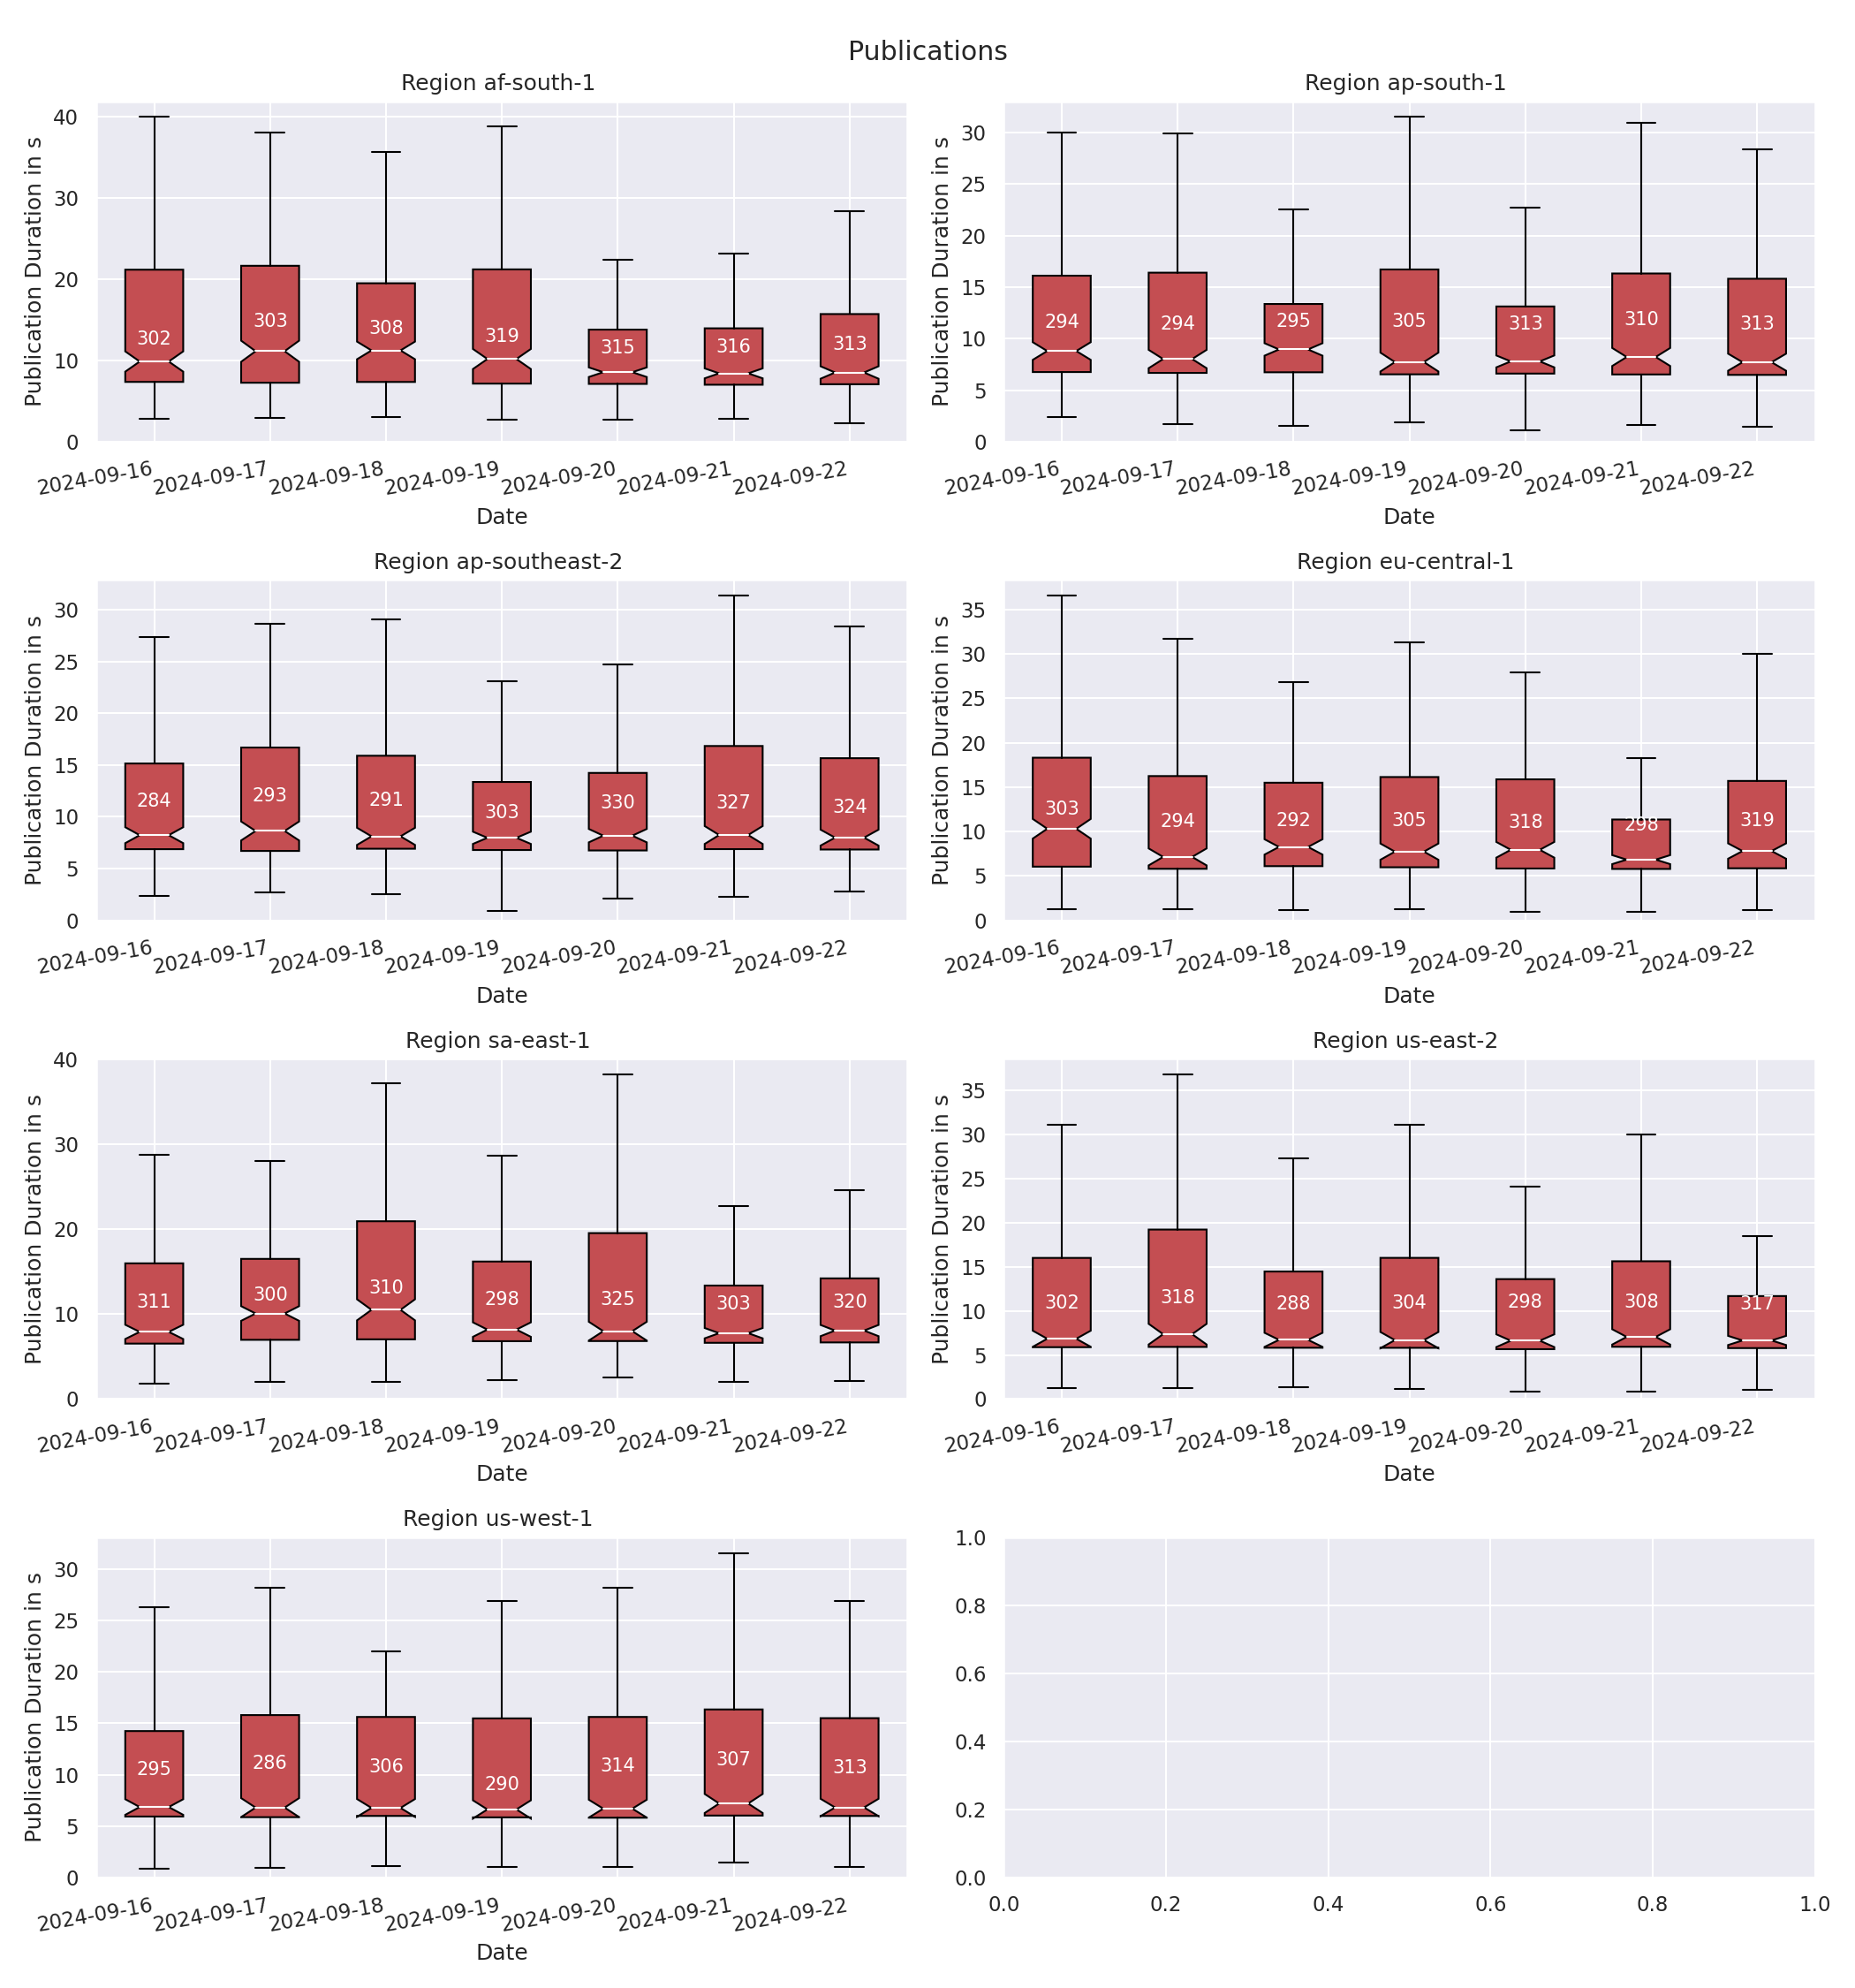 Publications
Region af-south-1
Publication Duration in s
40
30
20
10
0
302 303 308 319 315 316 313
2024-09-16 2024-09-17 2024-09-18 2024-09-19 2024-09-20 2024-09-21 2024-09-22
Date
Region ap-south-1
Publication Duration in s
30
25
20
15
10
5
0
294 294 295 305 313 310 313
2024-09-16 2024-09-17 2024-09-18 2024-09-19 2024-09-20 2024-09-21 2024-09-22
Date
Region ap-southeast-2
Publication Duration in s
30
25
20
15
10
5
0
284 293 291 303 330 327 324
2024-09-16 2024-09-17 2024-09-18 2024-09-19 2024-09-20 2024-09-21 2024-09-22
Date
Region eu-central-1
Publication Duration in s
35
30
25
20
15
10
5
0
303 294 292 305 318 298 319
2024-09-16 2024-09-17 2024-09-18 2024-09-19 2024-09-20 2024-09-21 2024-09-22
Date
Region sa-east-1
Publication Duration in s
40
30
20
10
0
311 300 310 298 325 303 320
2024-09-16 2024-09-17 2024-09-18 2024-09-19 2024-09-20 2024-09-21 2024-09-22
Date
Region us-east-2
Publication Duration in s
35
30
25
20
15
10
5
0
302 318 288 304 298 308 317
2024-09-16 2024-09-17 2024-09-18 2024-09-19 2024-09-20 2024-09-21 2024-09-22
Date
Region us-west-1
Publication Duration in s
30
25
20
15
10
5
0
295 286 306 290 314 307 313
2024-09-16 2024-09-17 2024-09-18 2024-09-19 2024-09-20 2024-09-21 2024-09-22
Date
1.0
0.8
0.6
0.4
0.2
0.0
0.0 0.2 0.4 0.6 0.8 1.0